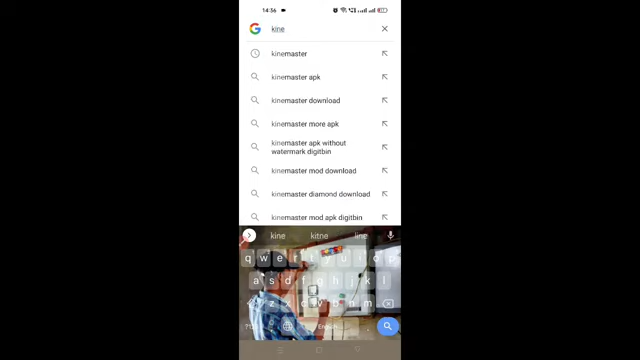 14:36
kine
kinemaster
kinemaster apk
kinemaster download
kinemaster more apk
kinemaster apk without
watermark digitbin
kinemaster mod download
kinemaster diamond download
kinemaster mod apk digitbin
kine kitne line
q w e r t y u i o p
a s d f g h j k l
z x c v b n m
English